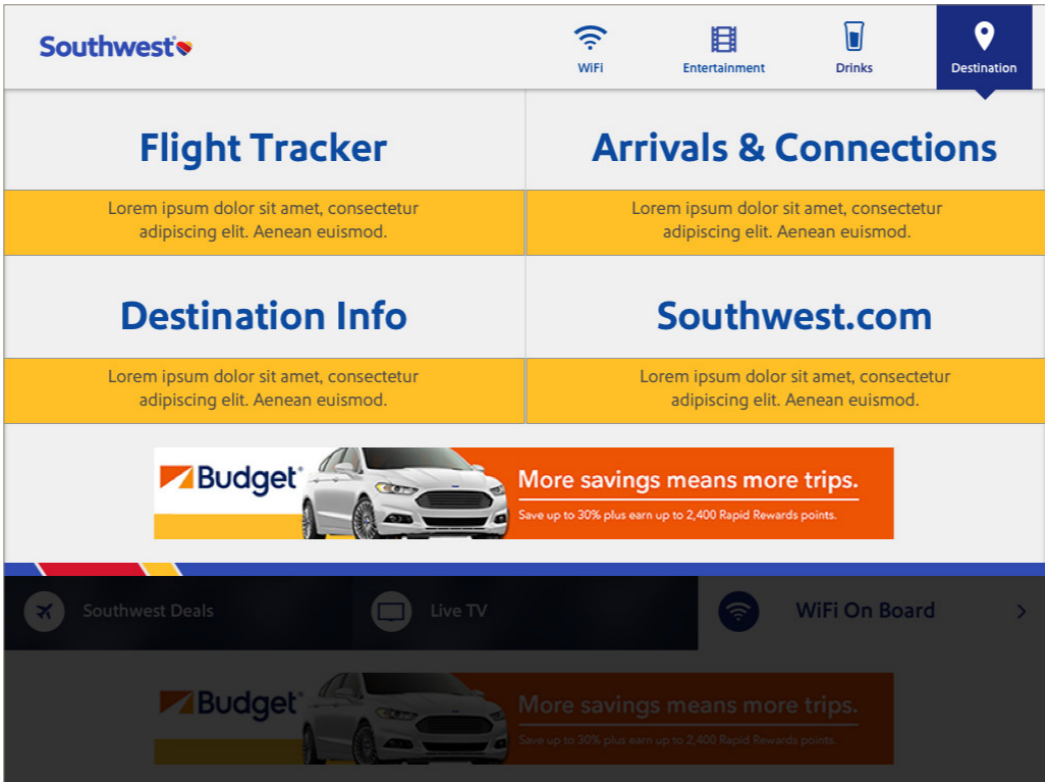 Southwest
WiFi
Entertainment
Drinks
Destination
Flight Tracker
Arrivals & Connections
Lorem ipsum dolor sit amet, consectetur
adipiscing elit. Aenean euismod.
Lorem ipsum dolor sit amet, consectetur
adipiscing elit. Aenean euismod.
Destination Info
Southwest.com
Lorem ipsum dolor sit amet, consectetur
adipiscing elit. Aenean euismod.
Lorem ipsum dolor sit amet, consectetur
adipiscing elit. Aenean euismod.
Budget
More savings means more trips.
Save up to 30% plus earn up to 2,400 Rapid Rewards points.
Southwest Deals
Live TV
WiFi On Board
Budget
More savings means more trips.
Save up to 30% plus earn up to 2,400 Rapid Rewards points.